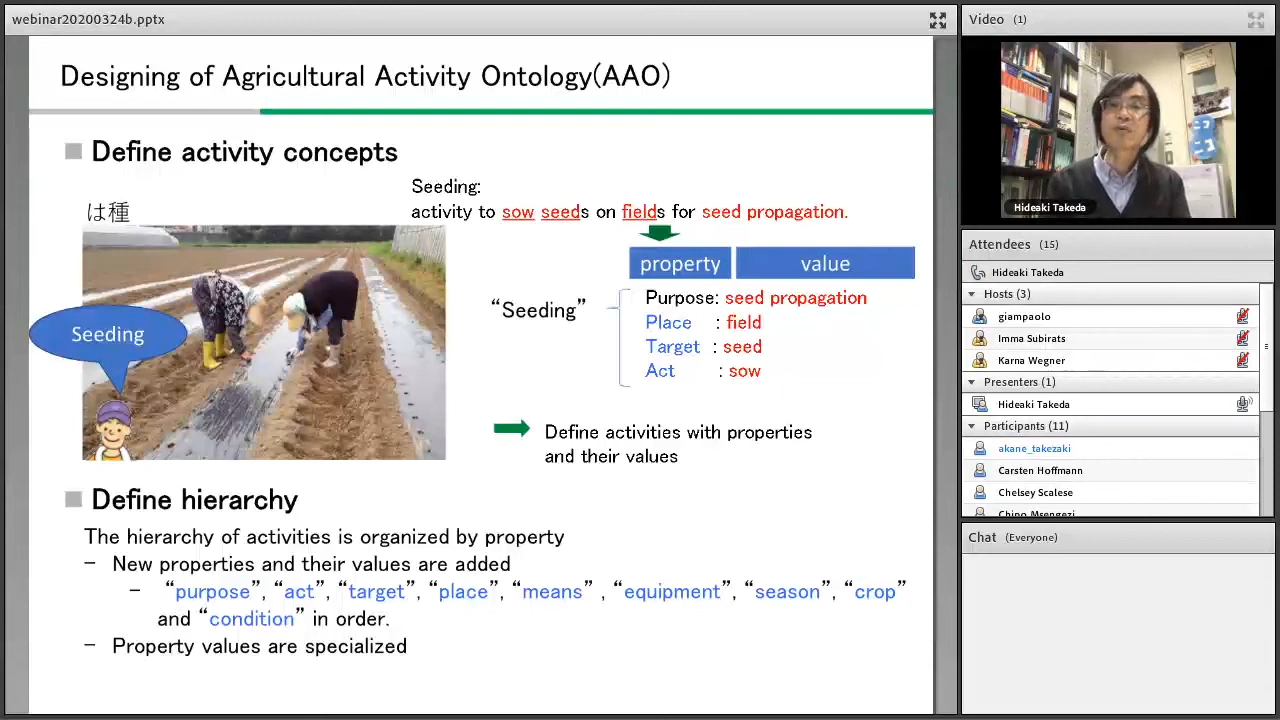 webinar20200324b.pptx
Designing of Agricultural Activity Ontology(AAO)
Define activity concepts
は種
Seeding:
activity to sow seeds on fields for seed propagation.
property value
Seeding
"Seeding"
Purpose: seed propagation
Place : field
Target : seed
Act : sow
Define activities with properties
and their values
Define hierarchy
The hierarchy of activities is organized by property
− New properties and their values are added
− "purpose", "act", "target", "place", "means" , "equipment", "season", "crop"
and "condition" in order.
− Property values are specialized
Video (1)
Hideaki Takeda
Attendees (15)
Hideaki Takeda
Hosts (3)
giampaolo
Imma Subirats
Karna Wegner
Presenters (1)
Hideaki Takeda
Participants (11)
akane_takezaki
Carsten Hoffmann
Chelsey Scalese
Chipo Msengezi
Chat (Everyone)